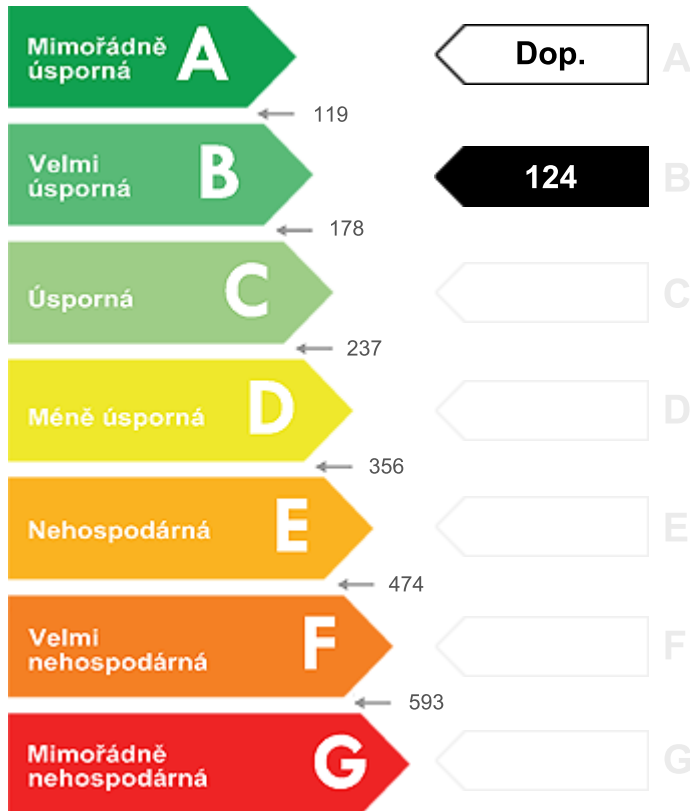 Mimořádně
úsporná
A
Dop.
A
119
Velmi
úsporná
B
124
B
178
Úsporná
C
C
237
Méně úsporná
D
D
356
Nehospodárná
E
E
474
Velmi
nehospodárná
F
F
593
Mimořádně
nehospodárná
G
G